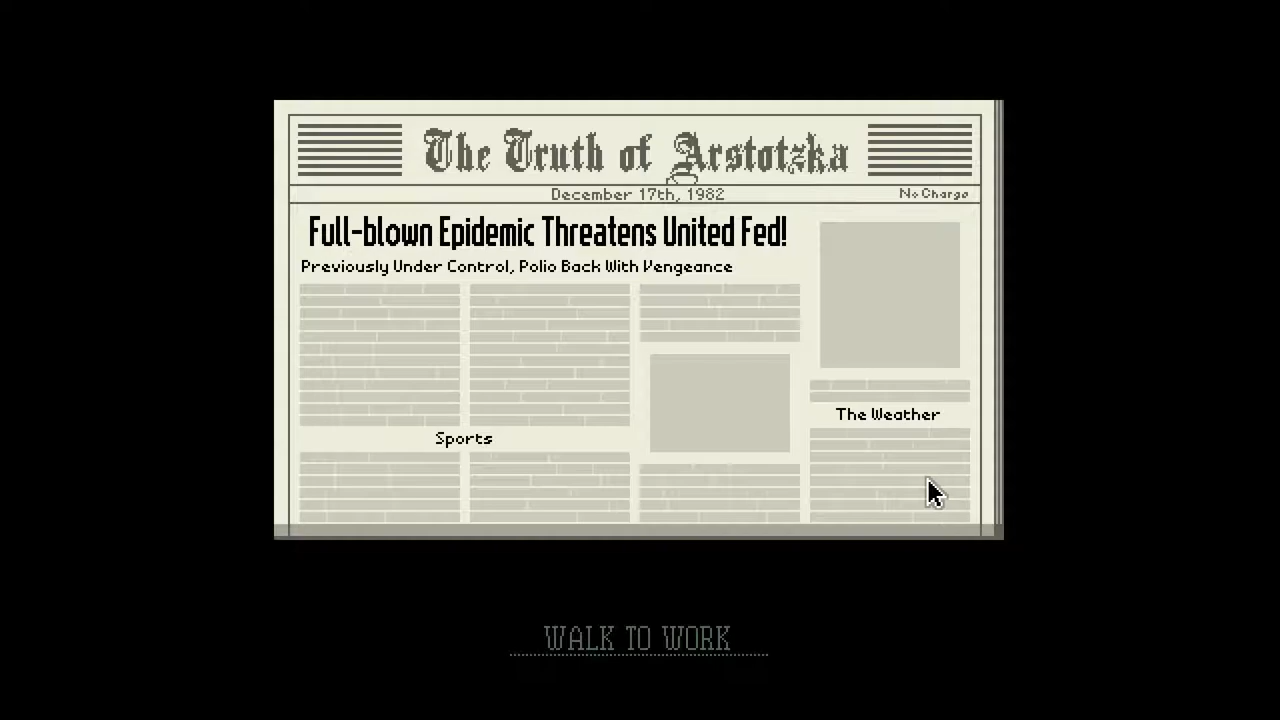 The Truth of Arstotzka
December 17th, 1982
No Charge
Full-blown Epidemic Threatens United Fed!
Previously Under Control, Polio Back With Vengeance
The Weather
Sports
WALK TO WORK